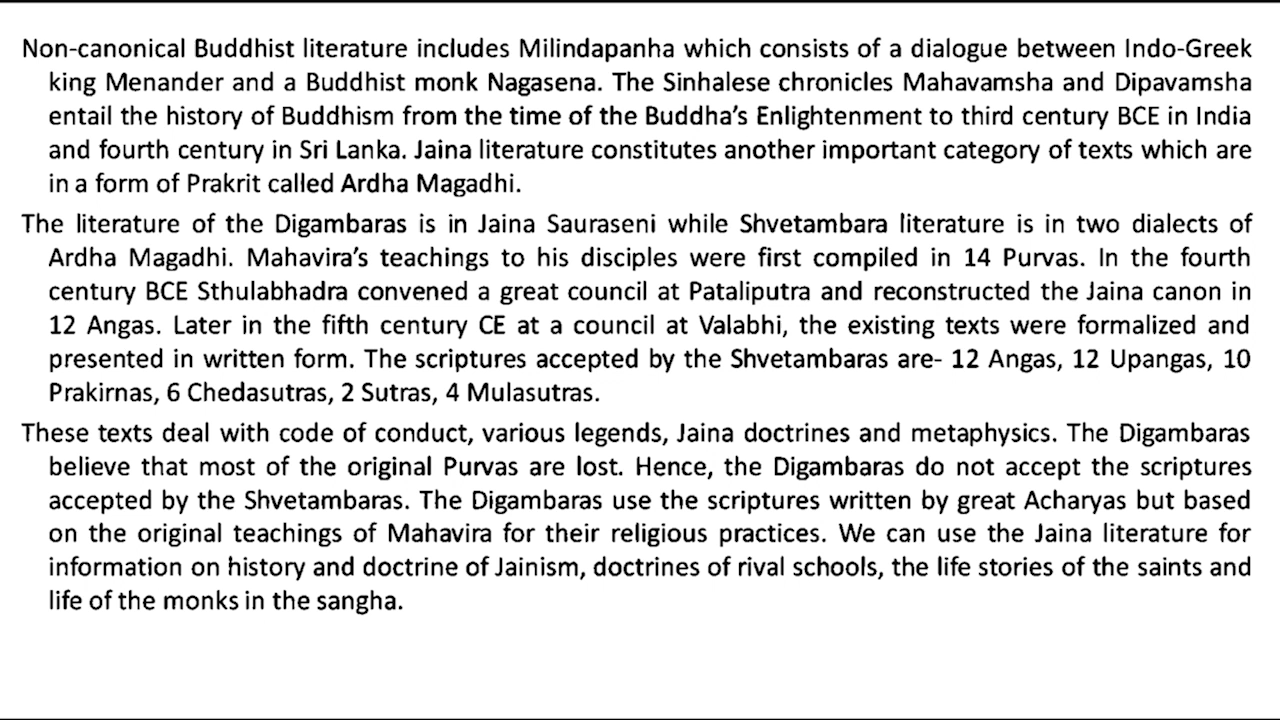 Non-canonical Buddhist literature includes Milindapanha which consists of a dialogue between Indo-Greek
king Menander and a Buddhist monk Nagasena. The Sinhalese chronicles Mahavamsha and Dipavamsha
entail the history of Buddhism from the time of the Buddha’s Enlightenment to third century BCE in India
and fourth century in Sri Lanka. Jaina literature constitutes another important category of texts which are
in a form of Prakrit called Ardha Magadhi.
The literature of the Digambaras is in Jaina Sauraseni while Shvetambara literature is in two dialects of
Ardha Magadhi. Mahavira’s teachings to his disciples were first compiled in 14 Purvas. In the fourth
century BCE Sthulabhadra convened a great council at Pataliputra and reconstructed the Jaina canon in
12 Angas. Later in the fifth century CE at a council at Valabhi, the existing texts were formalized and
presented in written form. The scriptures accepted by the Shvetambaras are- 12 Angas, 12 Upangas, 10
Prakirnas, 6 Chedasutras, 2 Sutras, 4 Mulasutras.
These texts deal with code of conduct, various legends, Jaina doctrines and metaphysics. The Digambaras
believe that most of the original Purvas are lost. Hence, the Digambaras do not accept the scriptures
accepted by the Shvetambaras. The Digambaras use the scriptures written by great Acharyas but based
on the original teachings of Mahavira for their religious practices. We can use the Jaina literature for
information on history and doctrine of Jainism, doctrines of rival schools, the life stories of the saints and
life of the monks in the sangha.